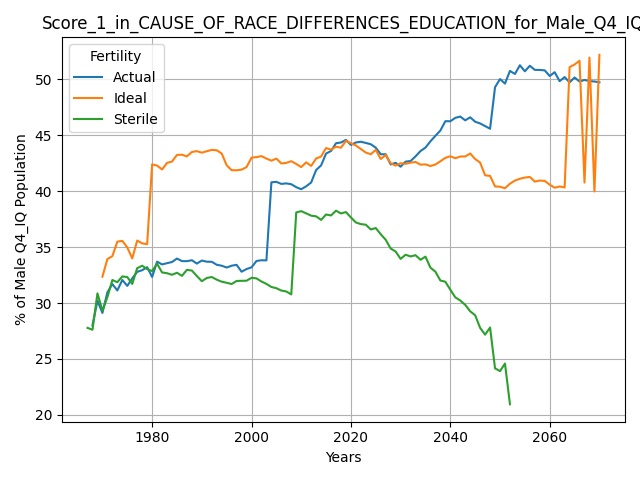 Score_1_in_CAUSE_OF_RACE_DIFFERENCES_EDUCATION_for_Male_Q4_IQ
Fertility
Actual
Ideal
Sterile
% of Male Q4_IQ Population
50
45
40
35
30
25
20
1980 2000 2020 2040 2060
Years